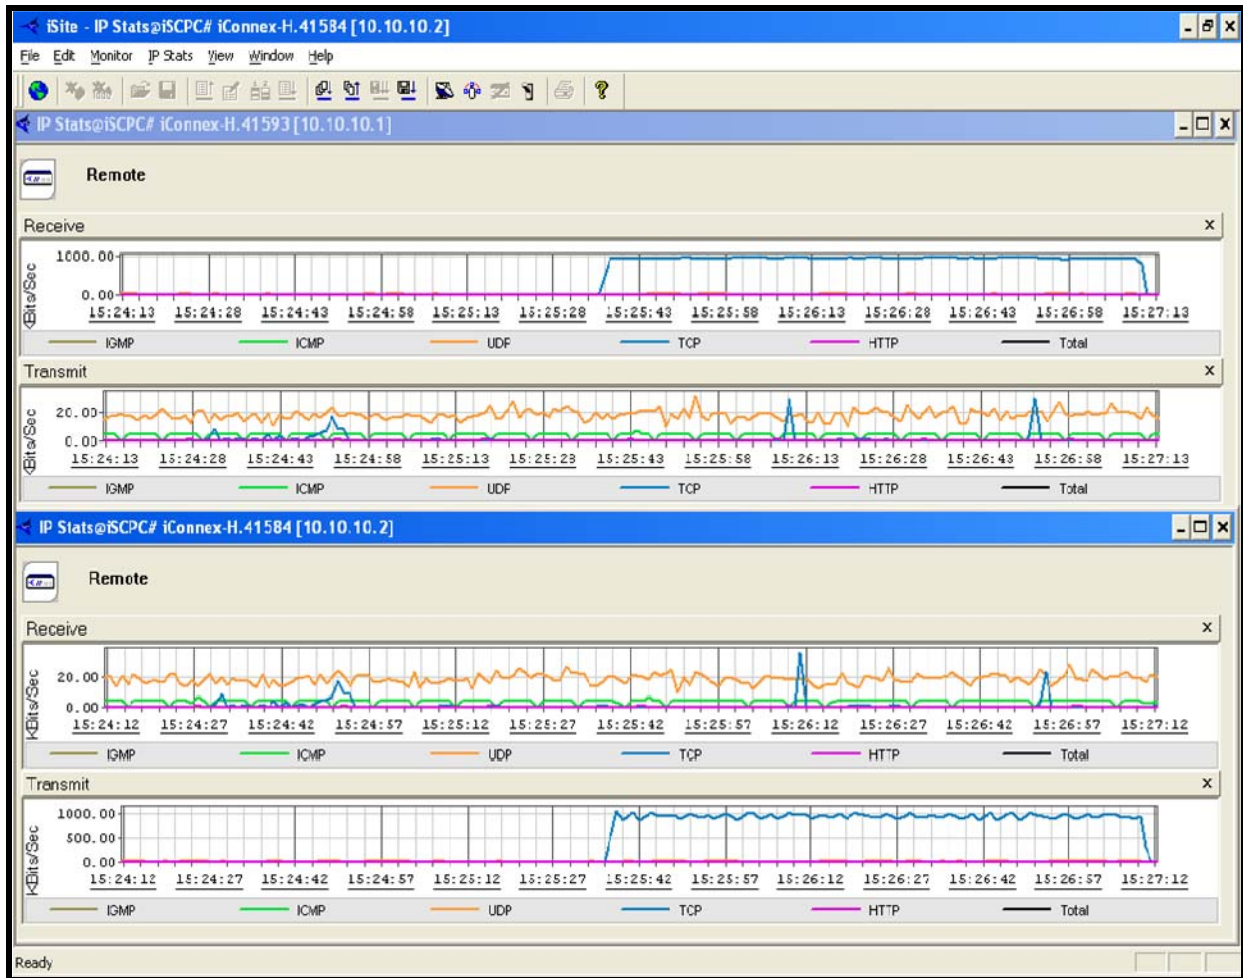 iSite - IP Stats@iSCPC# iConnex-H.41584 [10.10.10.2]
File Edit Monitor IP Stats View Window Help
IP Stats@iSCPC# iConnex-H.41593 [10.10.10.1]
Remote
Receive
KBits/Sec
1000.00
0.00
15:24:13 15:24:28 15:24:43 15:24:58 15:25:13 15:25:28 15:25:43 15:25:58 15:26:13 15:26:28 15:26:43 15:26:58 15:27:13
IGMP ICMP UDP TCP HTTP Total
Transmit
KBits/Sec
20.00
0.00
15:24:13 15:24:28 15:24:43 15:24:58 15:25:13 15:25:28 15:25:43 15:25:58 15:26:13 15:26:28 15:26:43 15:26:58 15:27:13
IGMP ICMP UDP TCP HTTP Total
IP Stats@iSCPC# iConnex-H.41584 [10.10.10.2]
Remote
Receive
KBits/Sec
20.00
0.00
15:24:12 15:24:27 15:24:42 15:24:57 15:25:12 15:25:27 15:25:42 15:25:57 15:26:12 15:26:27 15:26:42 15:26:57 15:27:12
IGMP ICMP UDP TCP HTTP Total
Transmit
KBits/Sec
1000.00
500.00
0.00
15:24:12 15:24:27 15:24:42 15:24:57 15:25:12 15:25:27 15:25:42 15:25:57 15:26:12 15:26:27 15:26:42 15:26:57 15:27:12
IGMP ICMP UDP TCP HTTP Total
Ready